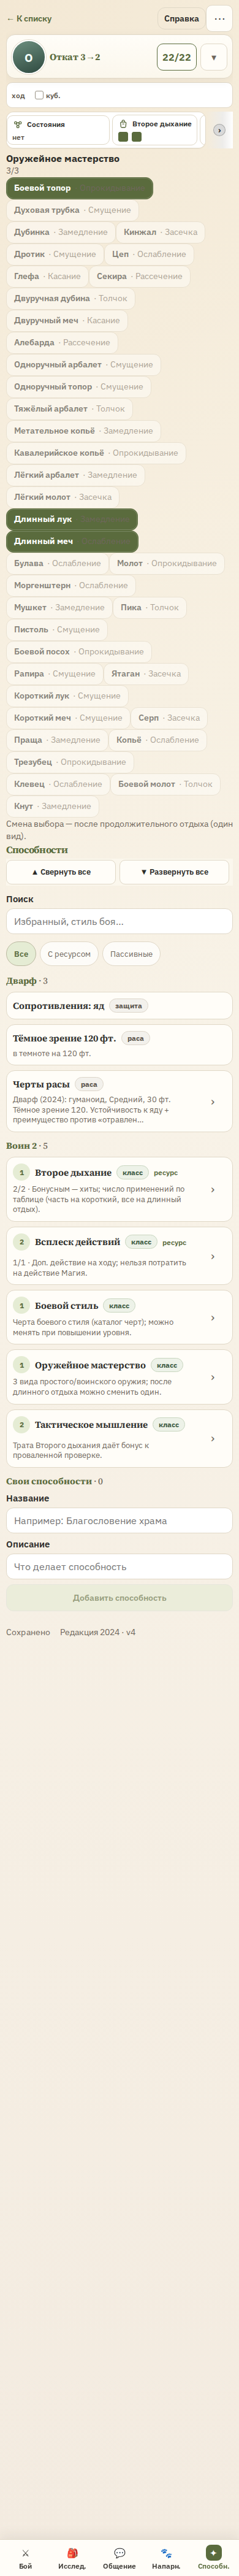 ← К списку
Справка
⋯
О
Откат 3→2
22/22
▾
ход
куб.
Состояния
нет
Второе дыхание
›
Оружейное мастерство
3/3
Боевой топор
Духовая трубка · Смущение
Дубинка · Замедление Кинжал · Засечка
Дротик · Смущение Цеп · Ослабление
Глефа · Касание Секира · Рассечение
Двуручная дубина · Толчок
Двуручный меч · Касание
Алебарда · Рассечение
Одноручный арбалет · Смущение
Одноручный топор · Смущение
Тяжёлый арбалет · Толчок
Метательное копьё · Замедление
Кавалерийское копьё · Опрокидывание
Лёгкий арбалет · Замедление
Лёгкий молот · Засечка
Длинный лук
Длинный меч
Булава · Ослабление Молот · Опрокидывание
Моргенштерн · Ослабление
Мушкет · Замедление Пика · Толчок
Пистоль · Смущение
Боевой посох · Опрокидывание
Рапира · Смущение Ятаган · Засечка
Короткий лук · Смущение
Короткий меч · Смущение Серп · Засечка
Праща · Замедление Копьё · Ослабление
Трезубец · Опрокидывание
Клевец · Ослабление Боевой молот · Толчок
Кнут · Замедление
Смена выбора — после продолжительного отдыха (один
вид).
Способности
▲ Свернуть все ▼ Развернуть все
Поиск
Избранный, стиль боя…
Все С ресурсом Пассивные
Дварф · 3
Сопротивления: яд защита
Тёмное зрение 120 фт. раса
в темноте на 120 фт.
Черты расы раса
Дварф (2024): гуманоид, Средний, 30 фт.
Тёмное зрение 120. Устойчивость к яду +
преимущество против «отравлен…
›
Воин 2 · 5
1 Второе дыхание класс ресурс
2/2 · Бонусным — хиты; число применений по
таблице (часть на коротком, все на длинный
отдых).
›
2 Всплеск действий класс ресурс
1/1 · Доп. действие на ходу; нельзя потратить
на действие Магия.
›
1 Боевой стиль класс
Черта боевого стиля (каталог черт); можно
менять при повышении уровня.
›
1 Оружейное мастерство класс
3 вида простого/воинского оружия; после
длинного отдыха можно сменить один.
›
2 Тактическое мышление класс
Трата Второго дыхания даёт бонус к
проваленной проверке.
›
Свои способности · 0
Название
Например: Благословение храма
Описание
Что делает способность
Добавить способность
Сохранено Редакция 2024 · v4
Бой Исслед. Общение Напарн. Способн.